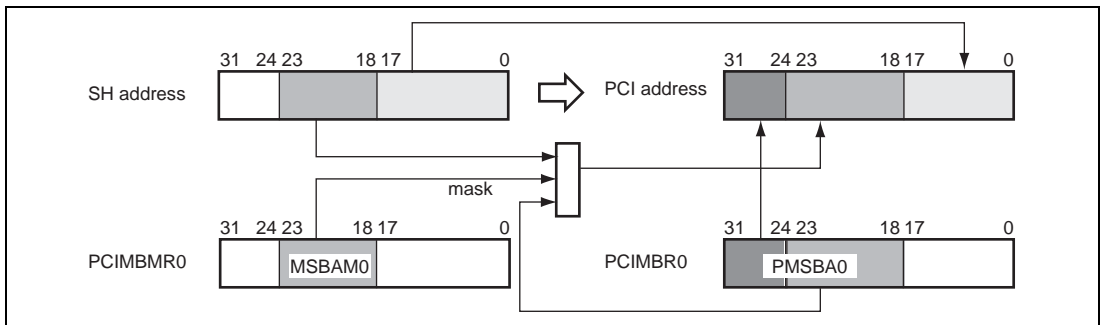 31 24 23 18 17 0
31 24 23 18 17 0
SH address
PCI address
mask
31 24 23 18 17 0
31 24 23 18 17 0
PCIMBMR0
MSBAM0
PCIMBR0
PMSBA0